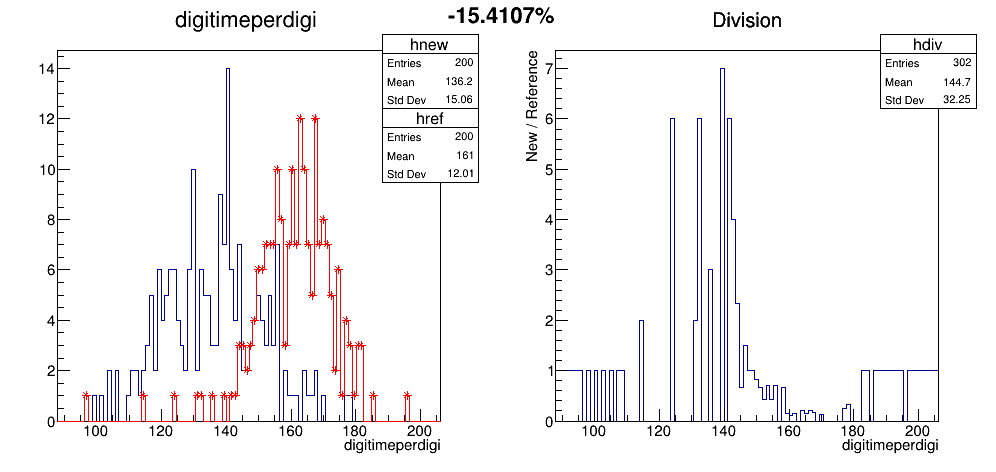 digitimeperdigi
-15.4107%
Division
hnew
Entries 200
Mean 136.2
Std Dev 15.06
href
Entries 200
Mean 161
Std Dev 12.01
14
12
10
8
6
4
2
0
100 120 140 160 180 200
digitimeperdigi
hdiv
Entries 302
Mean 144.7
Std Dev 32.25
New / Reference
7
6
5
4
3
2
1
0
100 120 140 160 180 200
digitimeperdigi